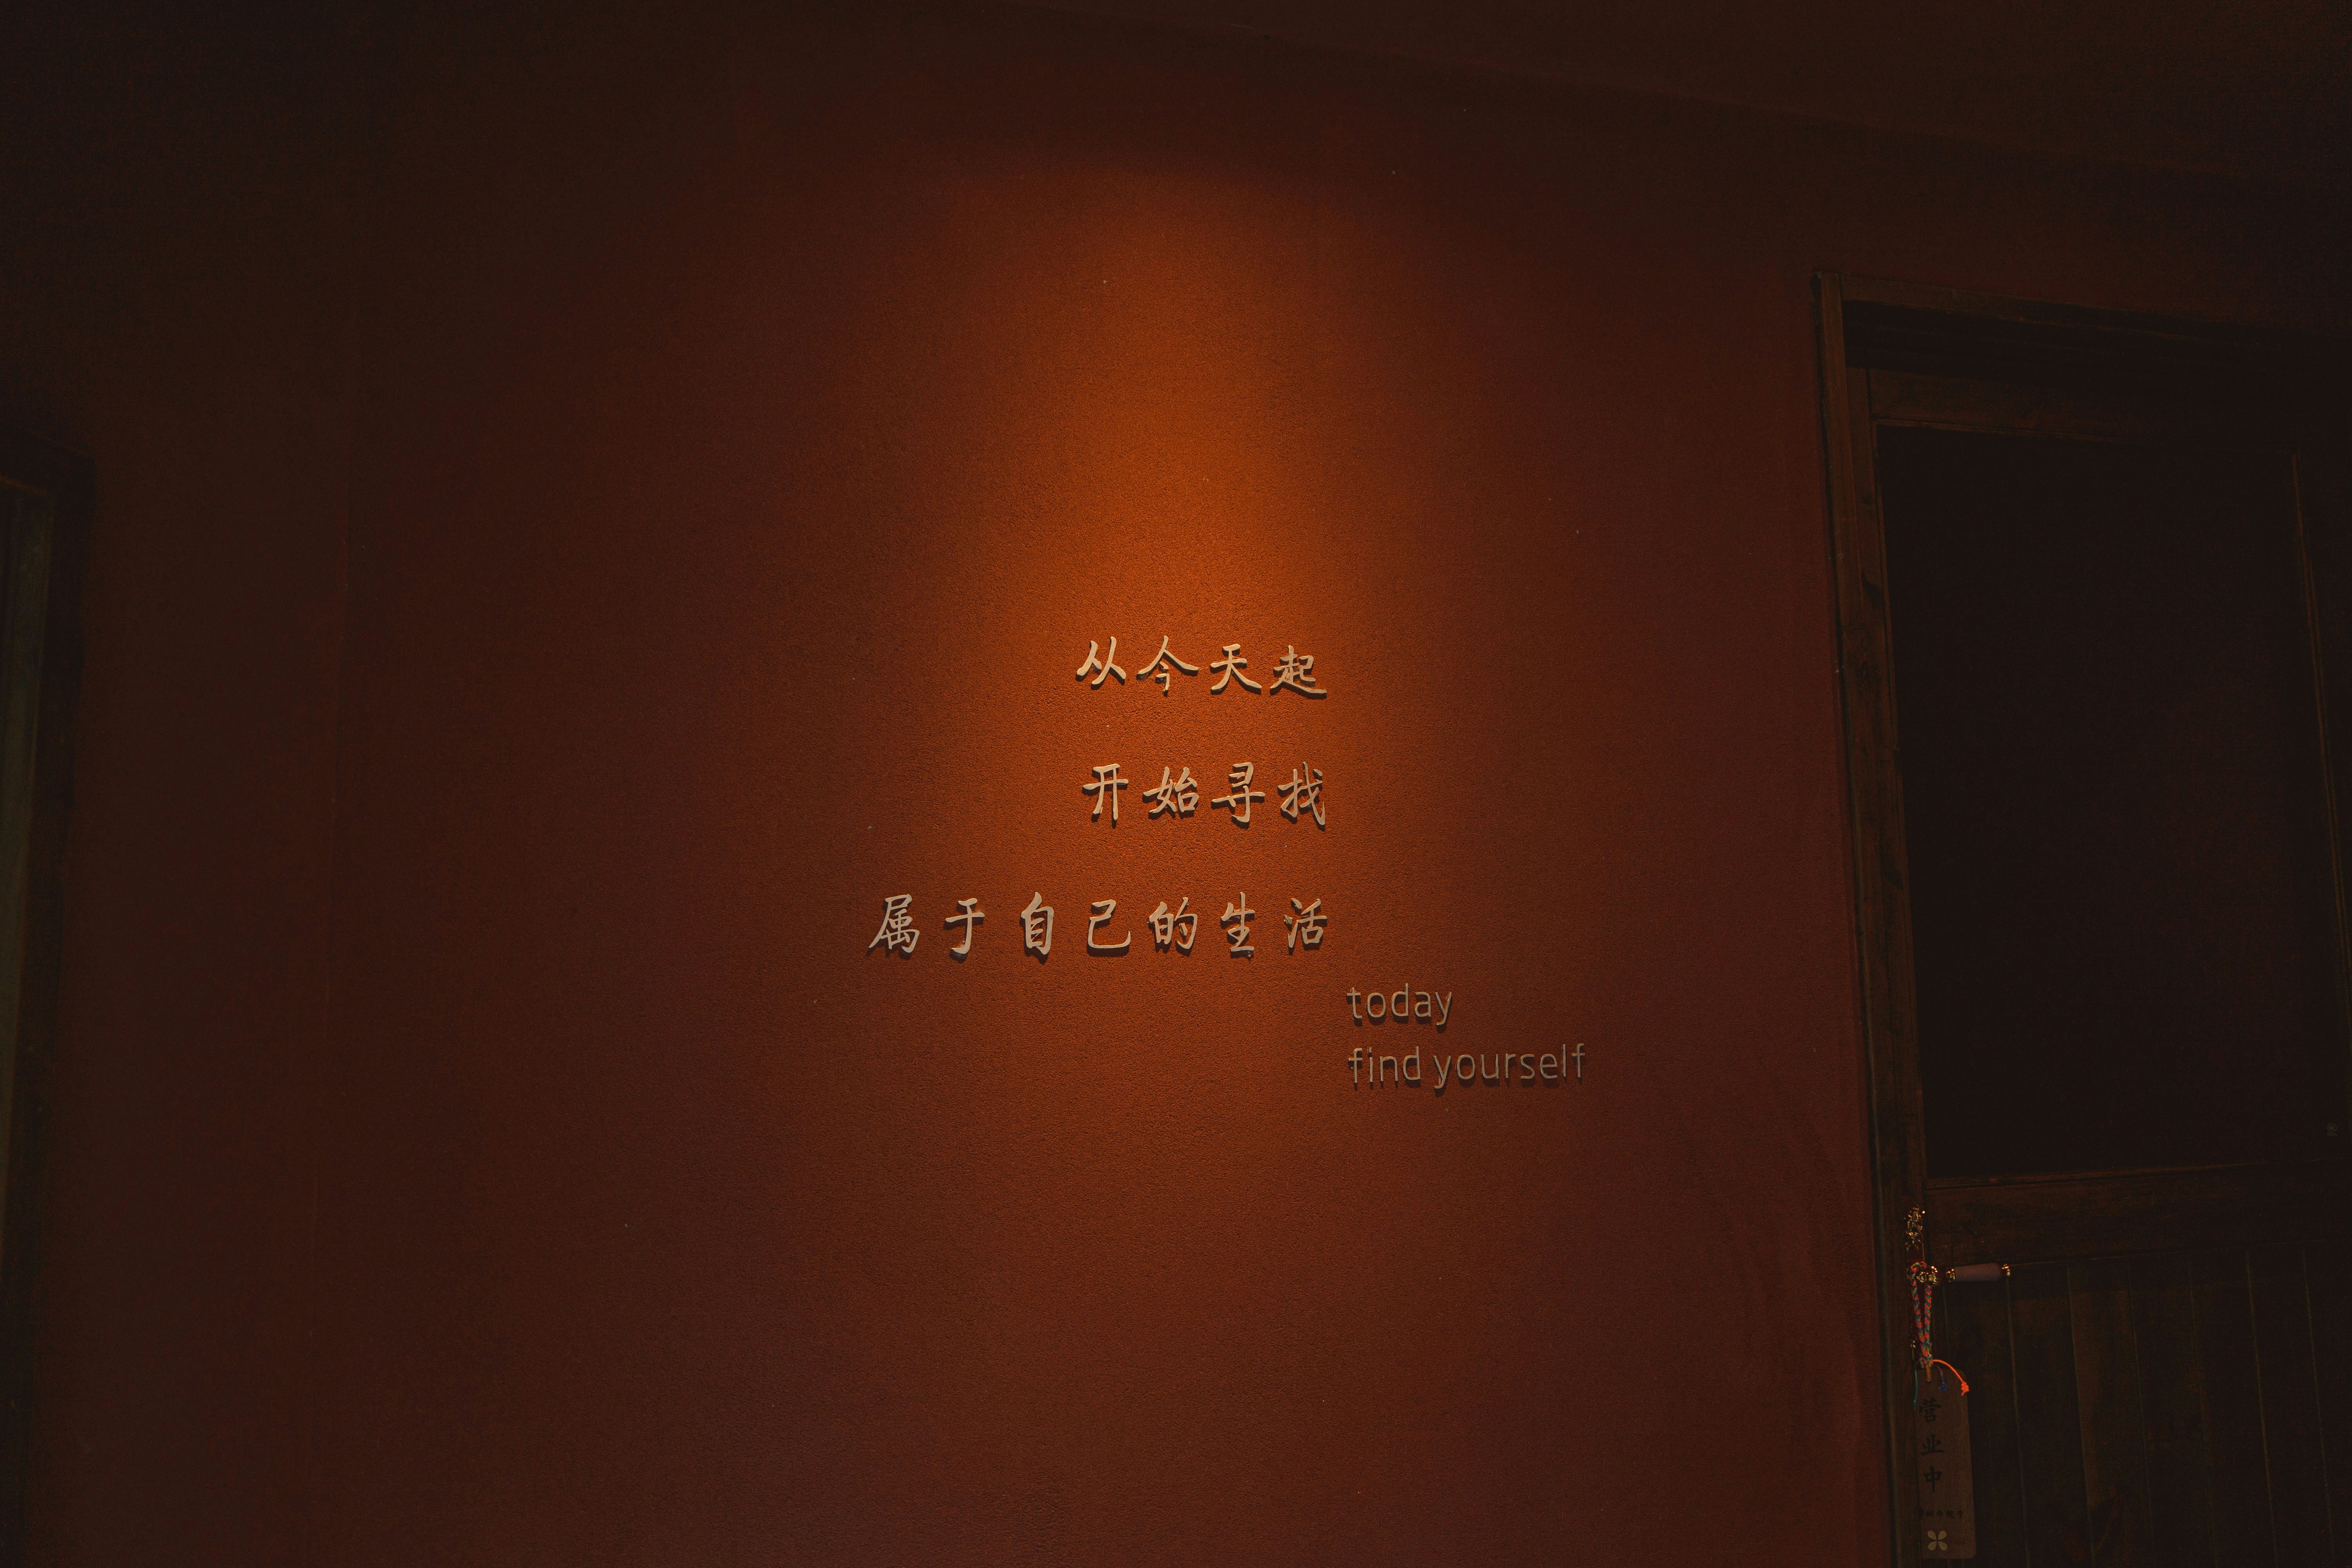 从今天起
开始寻找
属于自己的生活
today
find yourself
营
业
中